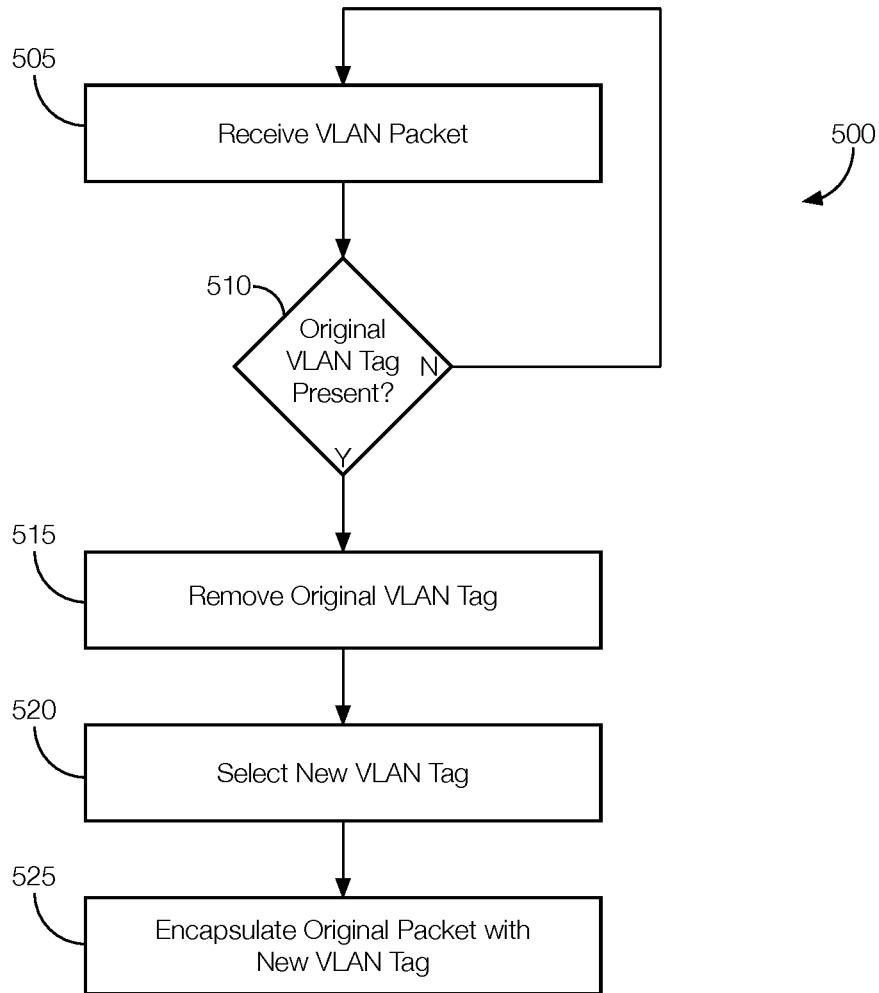 505
Receive VLAN Packet
500
510
Original
VLAN Tag
Present?
N
Y
515
Remove Original VLAN Tag
520
Select New VLAN Tag
525
Encapsulate Original Packet with
New VLAN Tag